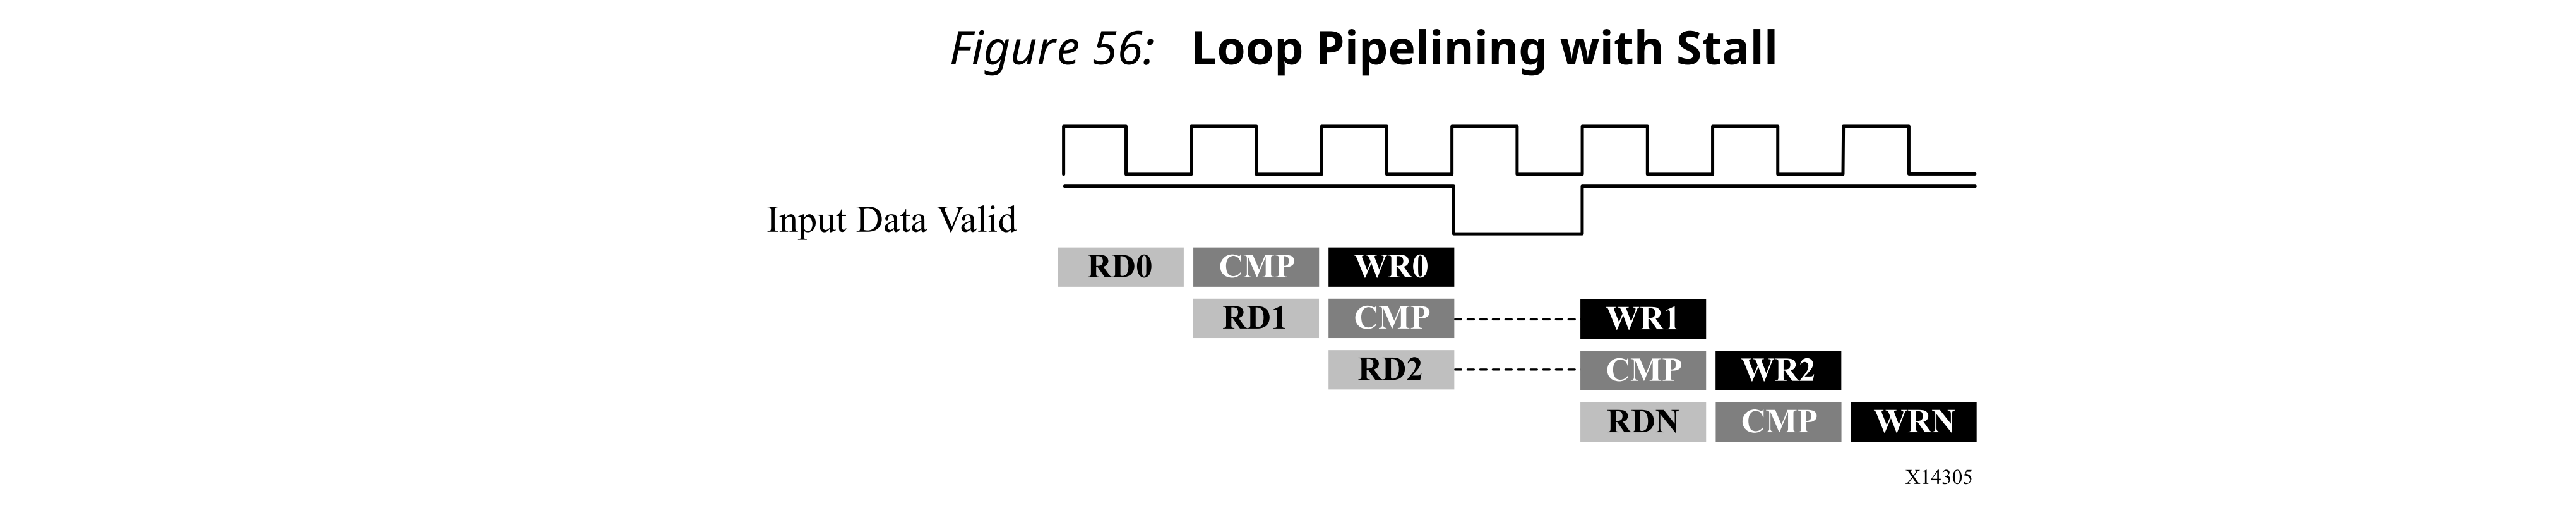 Figure 56: Loop Pipelining with Stall
Input Data Valid
RD0 CMP WR0
RD1 CMP WR1
RD2 CMP WR2
RDN CMP WRN
X14305